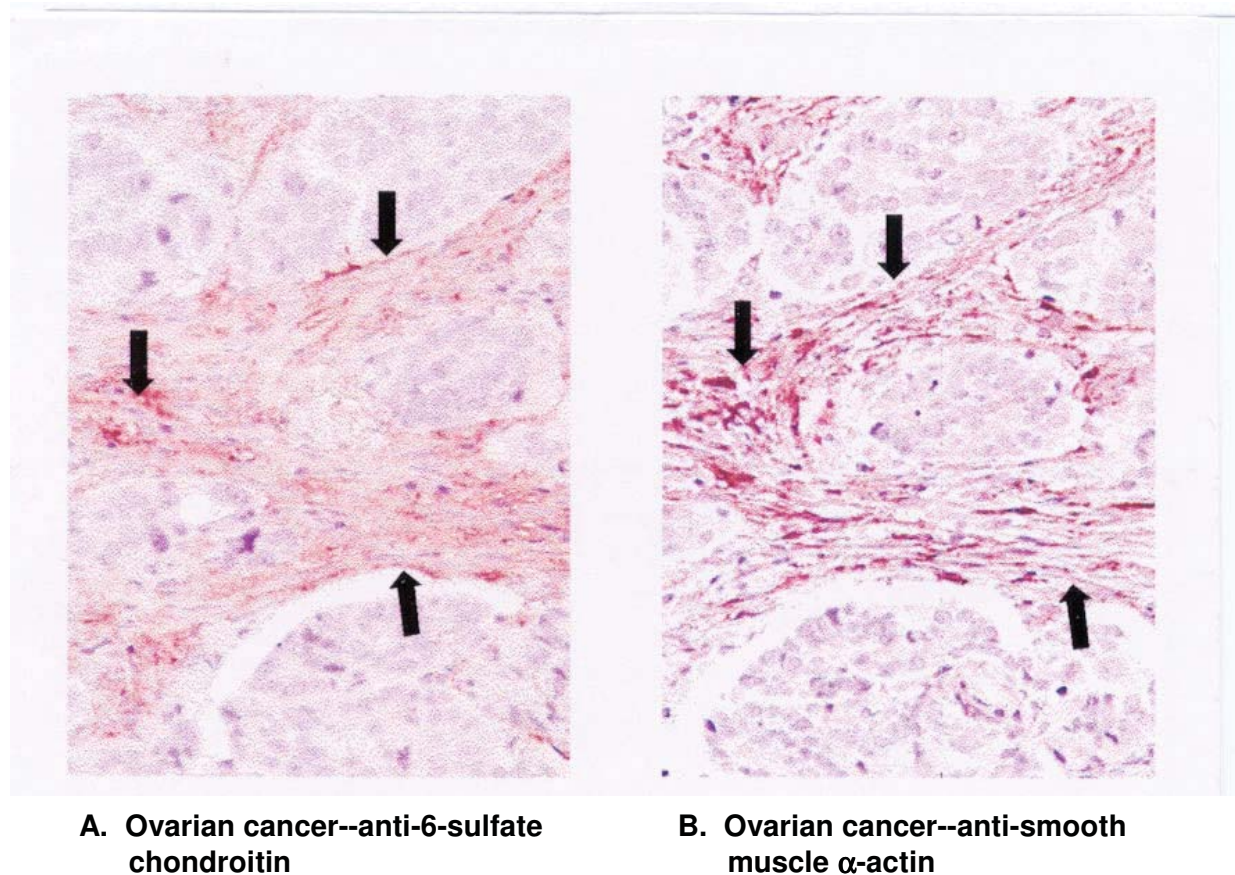 A. Ovarian cancer--anti-6-sulfate
chondroitin
B. Ovarian cancer--anti-smooth
muscle α-actin